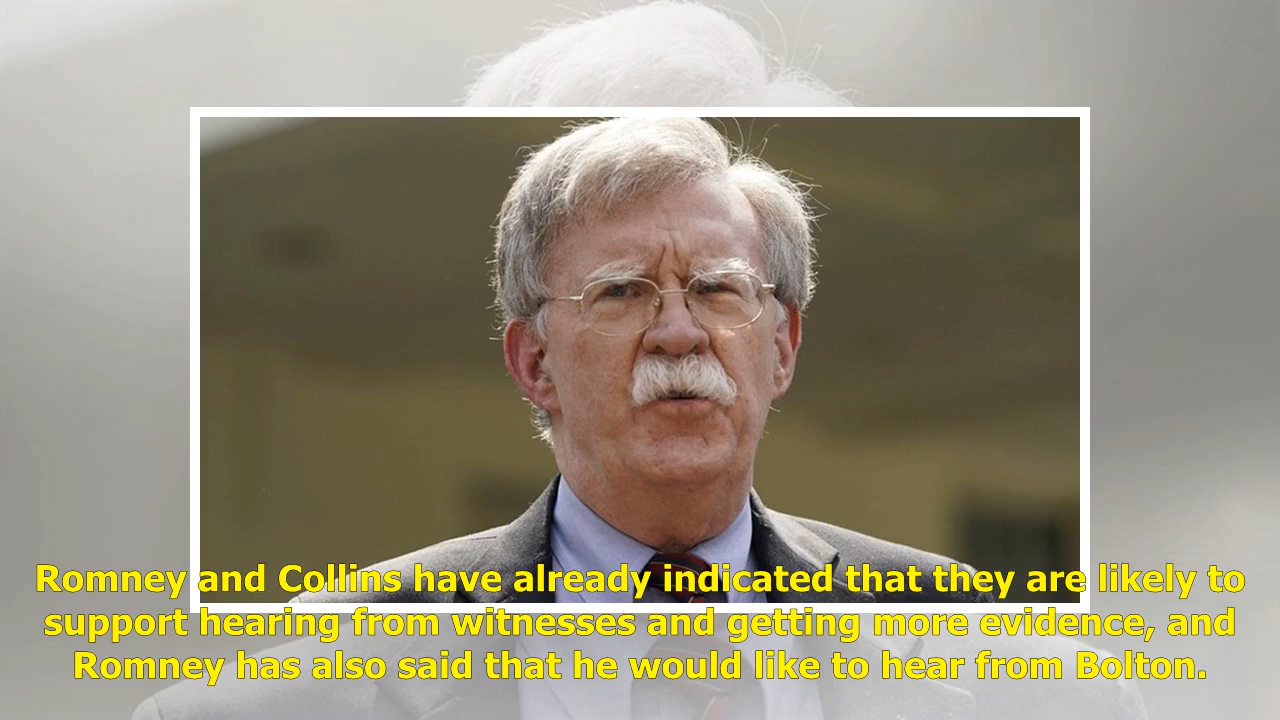 Romney and Collins have already indicated that they are likely to
support hearing from witnesses and getting more evidence, and
Romney has also said that he would like to hear from Bolton.